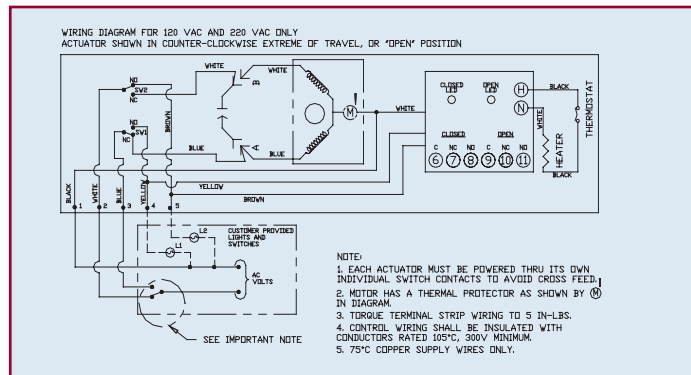 WIRING DIAGRAM FOR 120 VAC AND 220 VAC ONLY
ACTUATOR SHOWN IN COUNTER-CLOCKWISE EXTREME OF TRAVEL, OR "OPEN" POSITION
NO
WHITE
SW2
NC
B
WHITE
BROWN
NO
SW1
NC
BLUE
A
BLUE
M
!
WHITE
CLOSED LED
OPEN LED
H
BLACK
N
THERMOSTAT
WHITE
HEATER
BLACK
CLOSED
OPEN
C NC NO C NC NO
6 7 8 9 10 11
BLACK
WHITE
BLUE
YELLOW
YELLOW
BROWN
1 2 3 4 5
CUSTOMER PROVIDED
LIGHTS AND
SWITCHES
L2
L1
AC
VOLTS
SEE IMPORTANT NOTE
NOTE:
1. EACH ACTUATOR MUST BE POWERED THRU ITS OWN
INDIVIDUAL SWITCH CONTACTS TO AVOID CROSS FEED.
2. MOTOR HAS A THERMAL PROTECTOR AS SHOWN BY M !
IN DIAGRAM.
3. TORQUE TERMINAL STRIP WIRING TO 5 IN-LBS.
4. CONTROL WIRING SHALL BE INSULATED WITH
CONDUCTORS RATED 105°C, 300V MINIMUM.
5. 75°C COPPER SUPPLY WIRES ONLY.